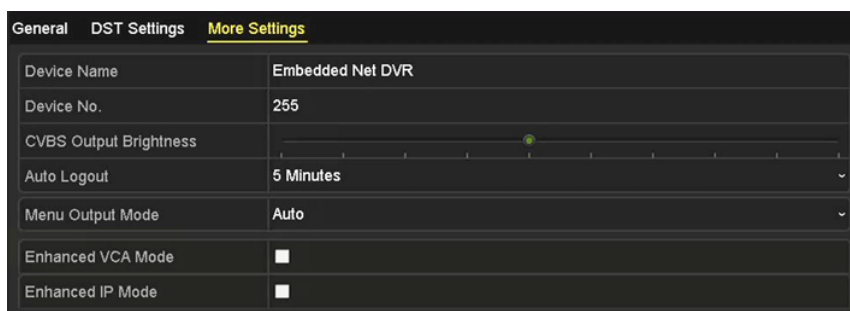 General DST Settings More Settings
Device Name Embedded Net DVR
Device No. 255
CVBS Output Brightness
Auto Logout 5 Minutes
Menu Output Mode Auto
Enhanced VCA Mode
Enhanced IP Mode